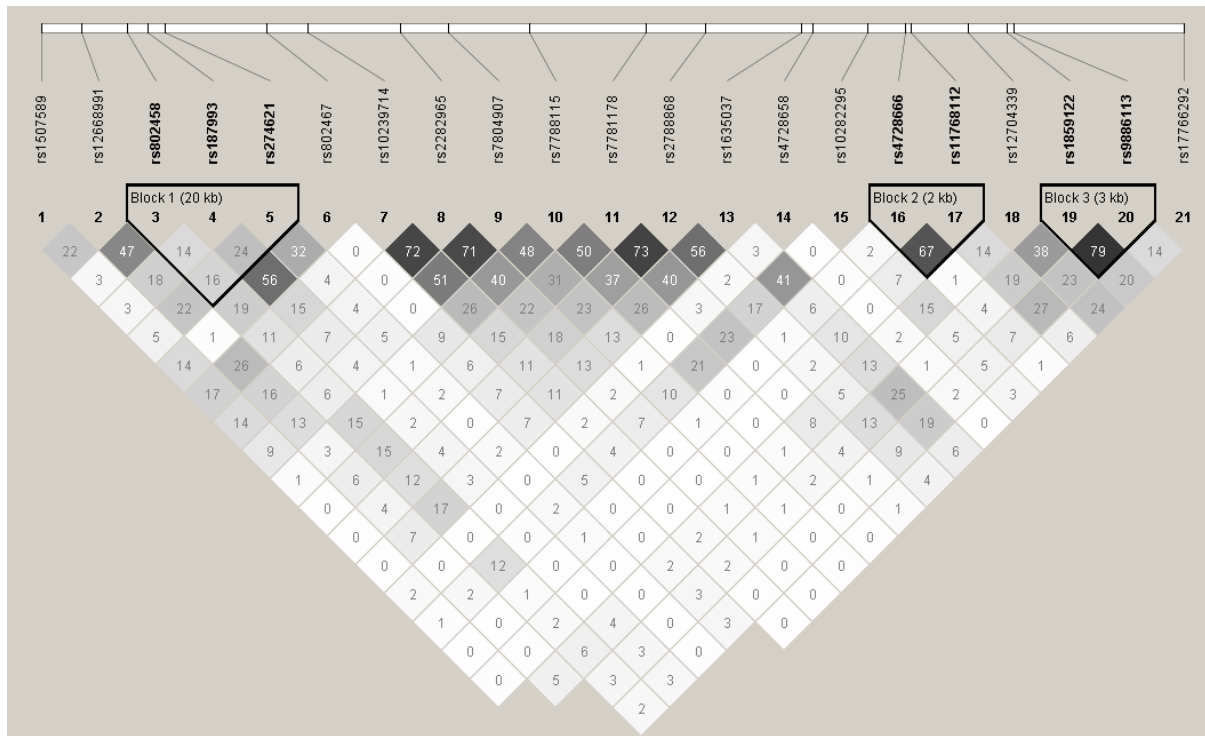 rs1507589
rs12668991
rs802458
rs187993
rs274621
rs802467
rs10239714
rs2282965
rs7804907
rs7788115
rs7781178
rs2788868
rs1635037
rs4728658
rs10282295
rs4728666
rs11768112
rs12704339
rs1859122
rs9886113
rs17766292
Block 1 (20 kb) Block 2 (2 kb) Block 3 (3 kb)
1 2 3 4 5 6 7 8 9 10 11 12 13 14 15 16 17 18 19 20 21
22 47 14 24 32 0 72 71 48 50 73 56 3 0 2 67 14 38 79 14
3 18 16 56 4 0 51 40 31 37 40 2 41 0 7 1 19 23 20
3 22 19 15 4 0 26 22 23 26 3 17 6 0 15 4 27 24
5 1 11 7 5 9 15 18 13 0 23 1 10 2 5 7 6
14 26 6 4 1 6 11 13 1 21 0 2 13 1 5 1
17 16 6 1 2 7 11 2 10 0 0 5 25 2 3
14 13 15 2 0 7 2 7 1 0 8 13 19 0
9 3 15 4 2 0 4 0 0 1 4 9 6
1 6 12 3 0 5 0 0 1 2 1 4
0 4 17 0 2 0 0 1 1 0 1
0 7 0 0 1 0 2 1 0 0
0 0 12 0 0 2 2 0 0
2 2 1 0 0 3 0 0
1 0 2 4 0 3 0
0 0 6 3 0
0 5 3 3
2